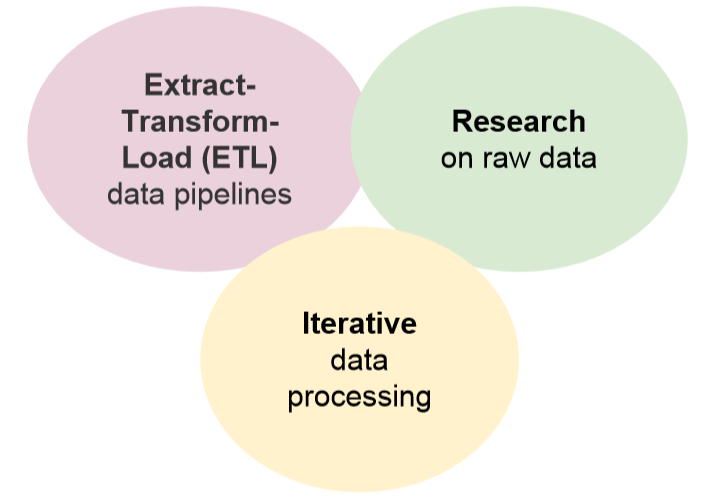 Extract-
Transform-
Load (ETL)
data pipelines
Research
on raw data
Iterative
data
processing